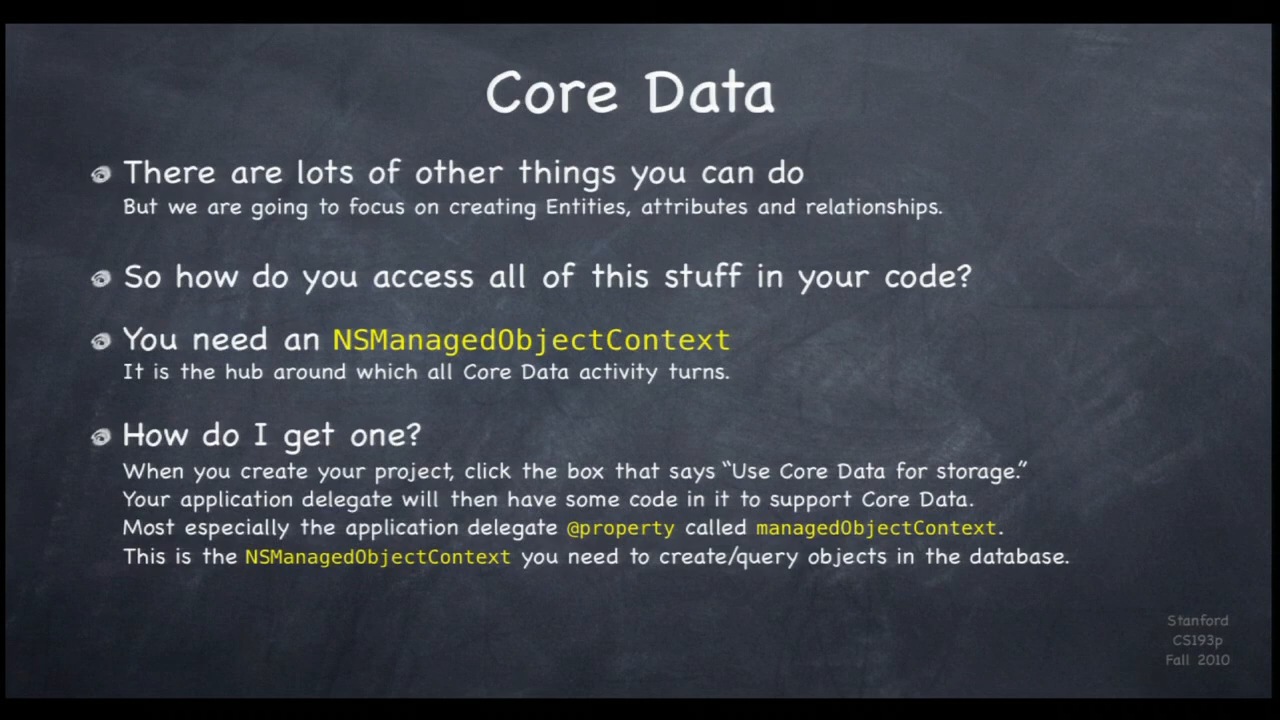 Core Data
There are lots of other things you can do
But we are going to focus on creating Entities, attributes and relationships.
So how do you access all of this stuff in your code?
You need an NSManagedObjectContext
It is the hub around which all Core Data activity turns.
How do I get one?
When you create your project, click the box that says “Use Core Data for storage.”
Your application delegate will then have some code in it to support Core Data.
Most especially the application delegate @property called managedObjectContext.
This is the NSManagedObjectContext you need to create/query objects in the database.
Stanford
CS193p
Fall 2010